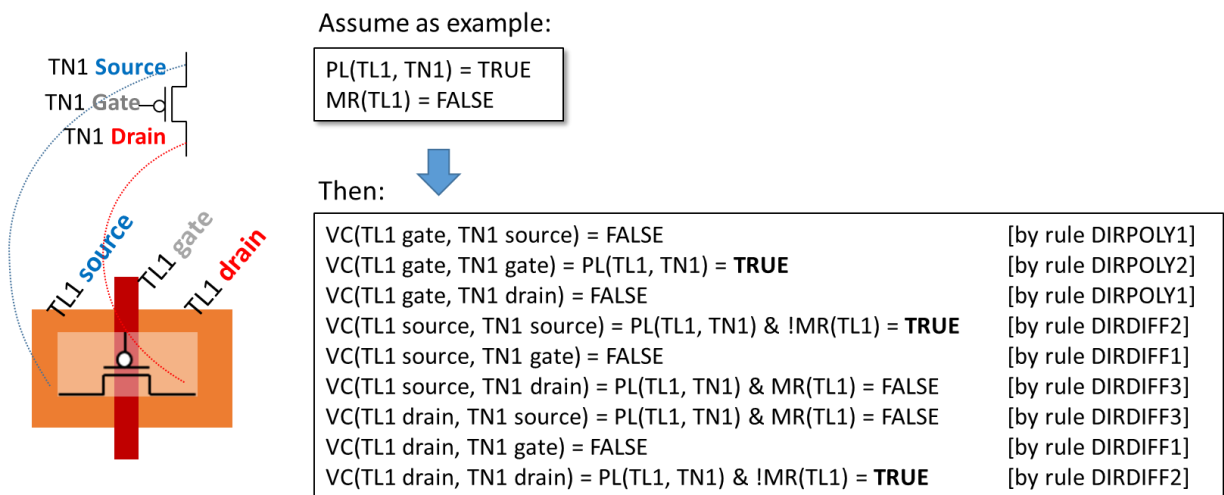 Assume as example:
PL(TL1, TN1) = TRUE
MR(TL1) = FALSE
TN1 Source
TN1 Gate
TN1 Drain
TL1 source
TL1 gate
TL1 drain
Then:
VC(TL1 gate, TN1 source) = FALSE [by rule DIRPOLY1]
VC(TL1 gate, TN1 gate) = PL(TL1, TN1) = TRUE [by rule DIRPOLY2]
VC(TL1 gate, TN1 drain) = FALSE [by rule DIRPOLY1]
VC(TL1 source, TN1 source) = PL(TL1, TN1) & !MR(TL1) = TRUE [by rule DIRDIFF2]
VC(TL1 source, TN1 gate) = FALSE [by rule DIRDIFF1]
VC(TL1 source, TN1 drain) = PL(TL1, TN1) & MR(TL1) = FALSE [by rule DIRDIFF3]
VC(TL1 drain, TN1 source) = PL(TL1, TN1) & MR(TL1) = FALSE [by rule DIRDIFF3]
VC(TL1 drain, TN1 gate) = FALSE [by rule DIRDIFF1]
VC(TL1 drain, TN1 drain) = PL(TL1, TN1) & !MR(TL1) = TRUE [by rule DIRDIFF2]